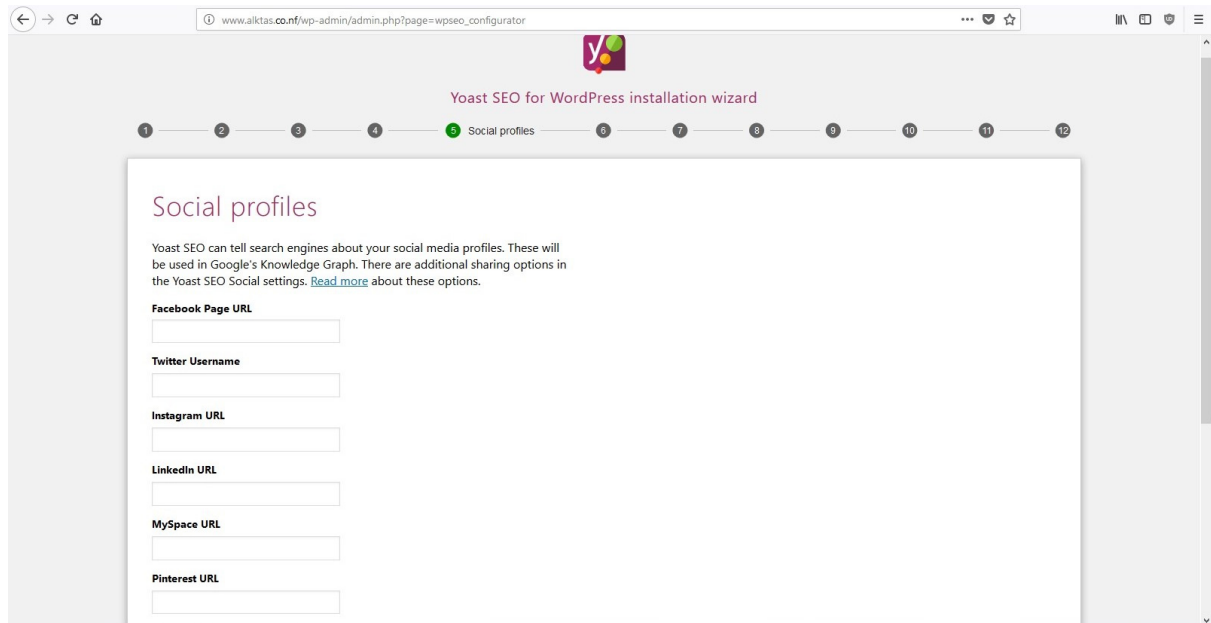 www.alktas.co.nf/wp-admin/admin.php?page=wpseo_configurator
Yoast SEO for WordPress installation wizard
1 2 3 4 5 Social profiles 6 7 8 9 10 11 12
Social profiles
Yoast SEO can tell search engines about your social media profiles. These will
be used in Google's Knowledge Graph. There are additional sharing options in
the Yoast SEO Social settings. Read more about these options.
Facebook Page URL
Twitter Username
Instagram URL
LinkedIn URL
MySpace URL
Pinterest URL